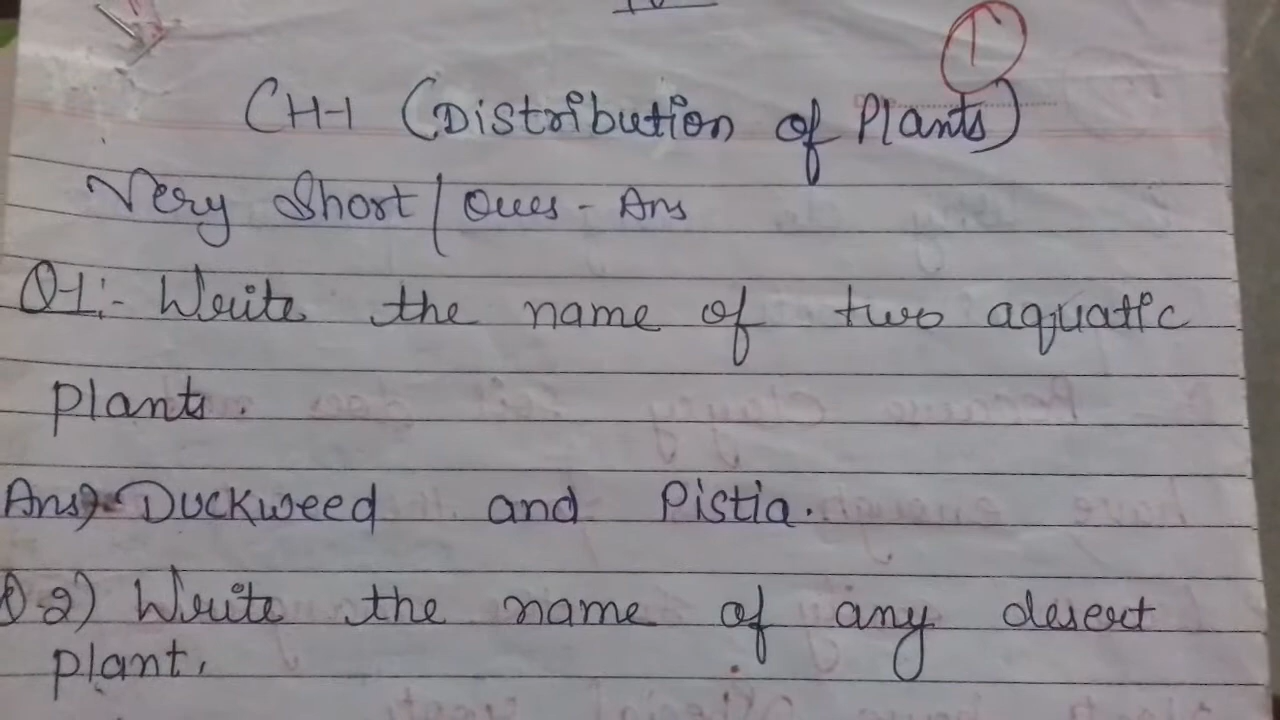 CH-1 (Distribution of Plants)
Very Short / Ques - Ans
Q1:- Write the name of two aquatic
plants.
Ans)- Duckweed and Pistia.
Q.2) Write the name of any desert
plant.